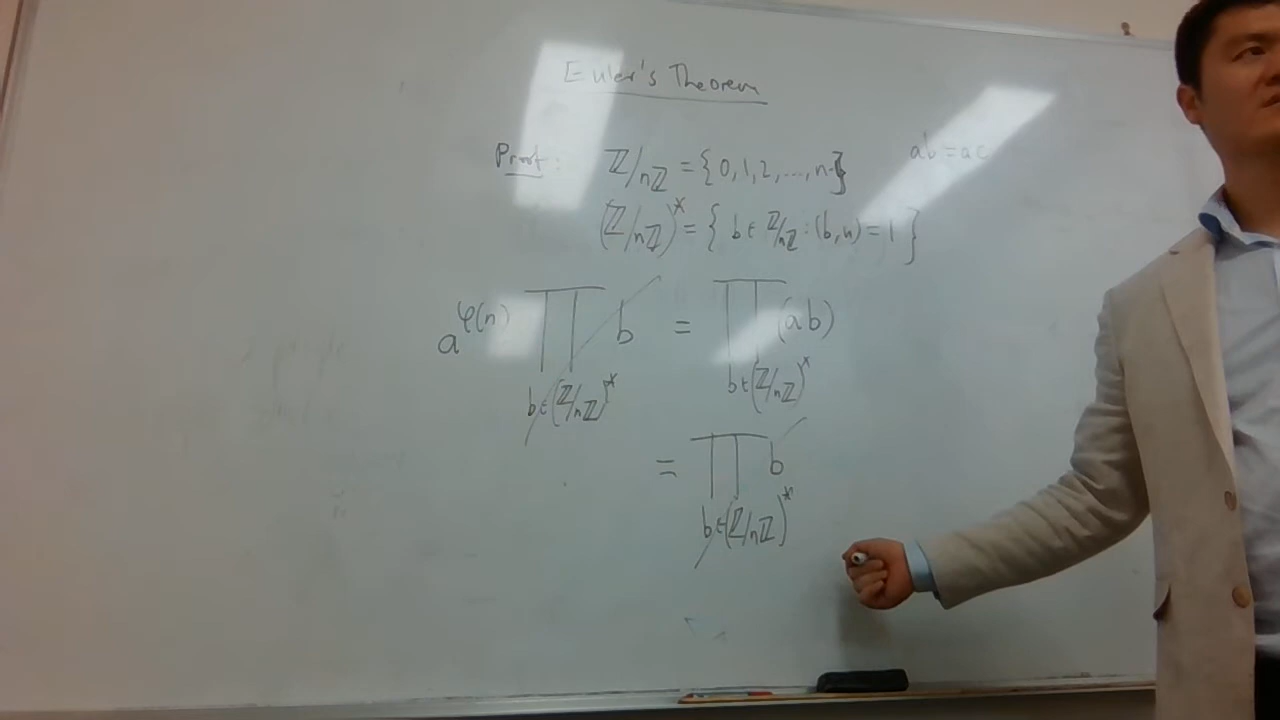 Euler's Theorem
Proof: ℤ/nℤ = {0, 1, 2, ..., n-1}
ab = ac
(ℤ/nℤ)* = { b ∈ ℤ/nℤ : (b, n) = 1 }
a^φ(n) ∏ b = ∏ (ab)
b ∈ (ℤ/nℤ)* b ∈ (ℤ/nℤ)*
= ∏ b
b ∈ (ℤ/nℤ)*